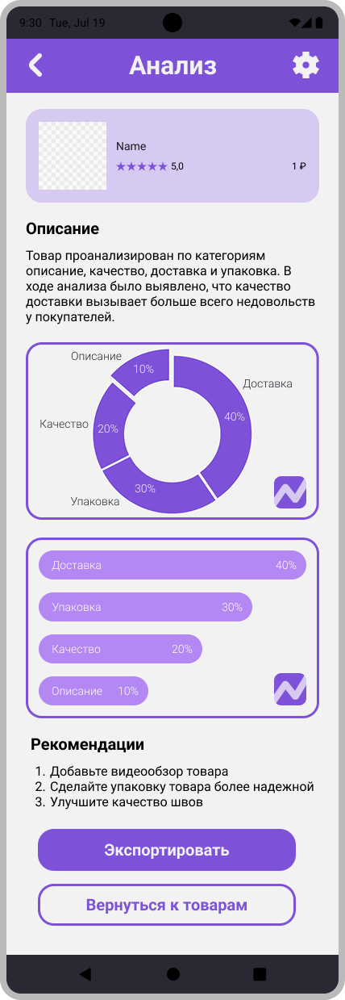 9:30 Tue, Jul 19
Анализ
Name
★★★★★ 5,0
1 ₽
Описание
Товар проанализирован по категориям
описание, качество, доставка и упаковка. В
ходе анализа было выявлено, что качество
доставки вызывает больше всего недовольств
у покупателей.
Описание
10%
Доставка
40%
Качество
20%
Упаковка
30%
Доставка 40%
Упаковка 30%
Качество 20%
Описание 10%
Рекомендации
1. Добавьте видеообзор товара
2. Сделайте упаковку товара более надежной
3. Улучшите качество швов
Экспортировать
Вернуться к товарам